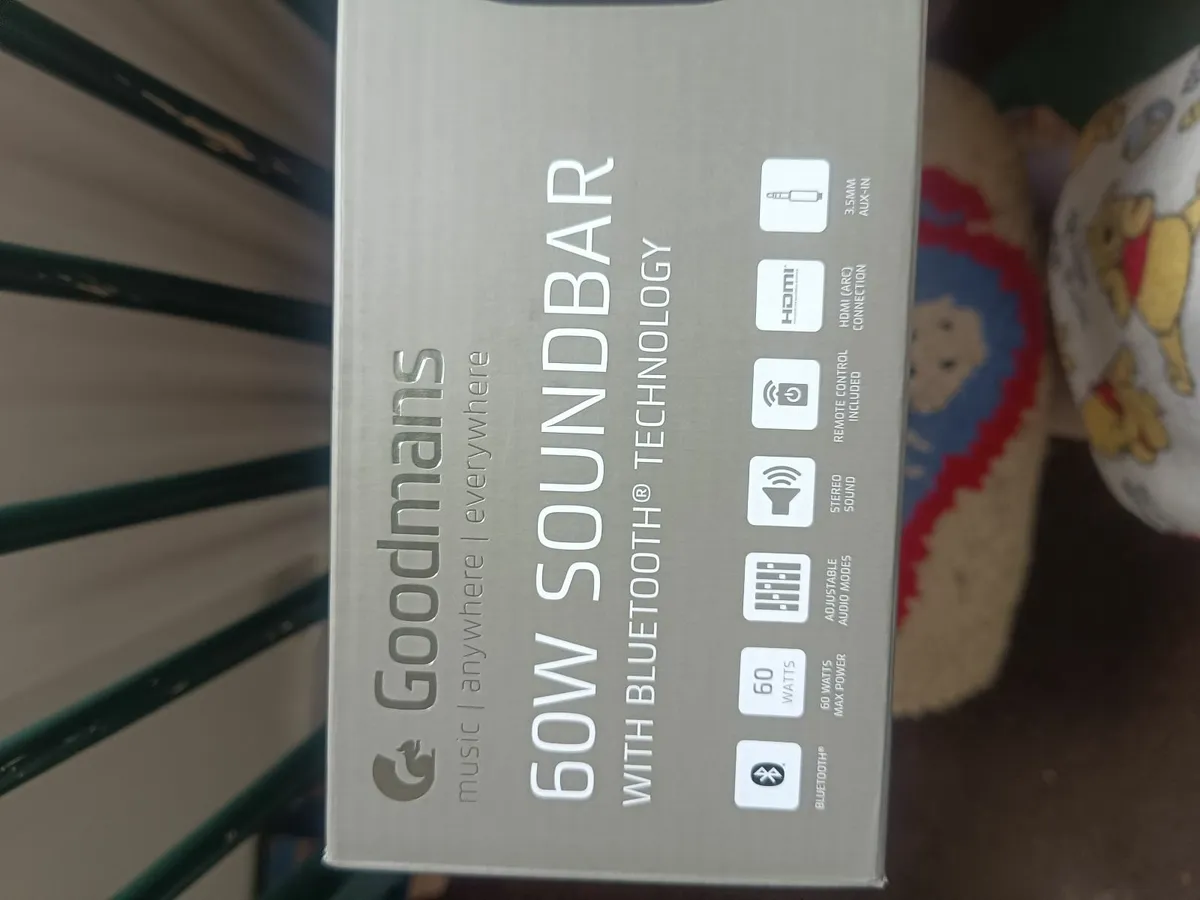 Goodmans
music | anywhere | everywhere
60W SOUNDBAR
WITH BLUETOOTH® TECHNOLOGY
60
WATTS
HDMI
BLUETOOTH®
60 WATTS
MAX POWER
ADJUSTABLE
AUDIO MODES
STEREO
SOUND
REMOTE CONTROL
INCLUDED
HDMI (ARC)
CONNECTION
3.5MM
AUX-IN